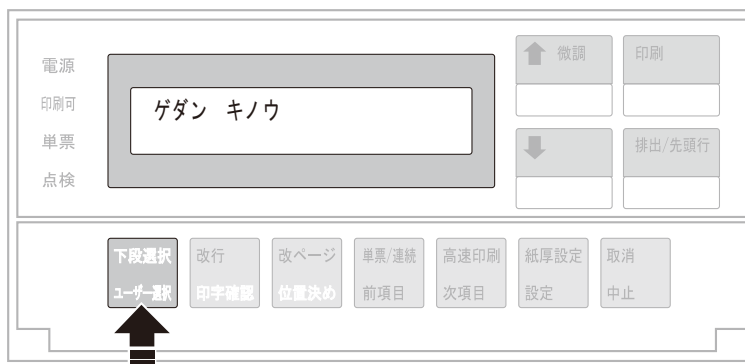 電源
印刷可
単票
点検
ゲダン キノウ
微調
印刷
排出/先頭行
下段選択
改行
改ページ
単票/連続
高速印刷
紙厚設定
取消
ユーザー選択
印字確認
位置決め
前項目
次項目
設定
中止